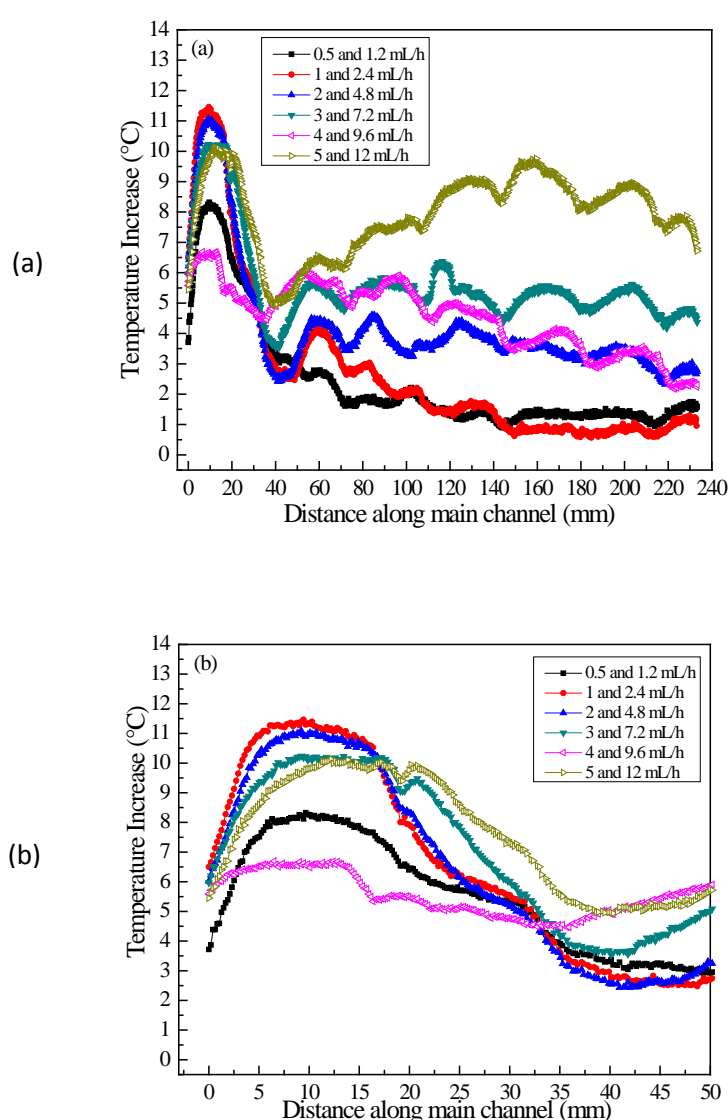 (a)
(a)
Temperature Increase (°C)
14
13
12
11
10
9
8
7
6
5
4
3
2
1
0
0.5 and 1.2 mL/h
1 and 2.4 mL/h
2 and 4.8 mL/h
3 and 7.2 mL/h
4 and 9.6 mL/h
5 and 12 mL/h
0 20 40 60 80 100 120 140 160 180 200 220 240
Distance along main channel (mm)
(b)
(b)
Temperature Increase (°C)
14
13
12
11
10
9
8
7
6
5
4
3
2
1
0
0.5 and 1.2 mL/h
1 and 2.4 mL/h
2 and 4.8 mL/h
3 and 7.2 mL/h
4 and 9.6 mL/h
5 and 12 mL/h
0 5 10 15 20 25 30 35 40 45 50
Distance along main channel (mm)